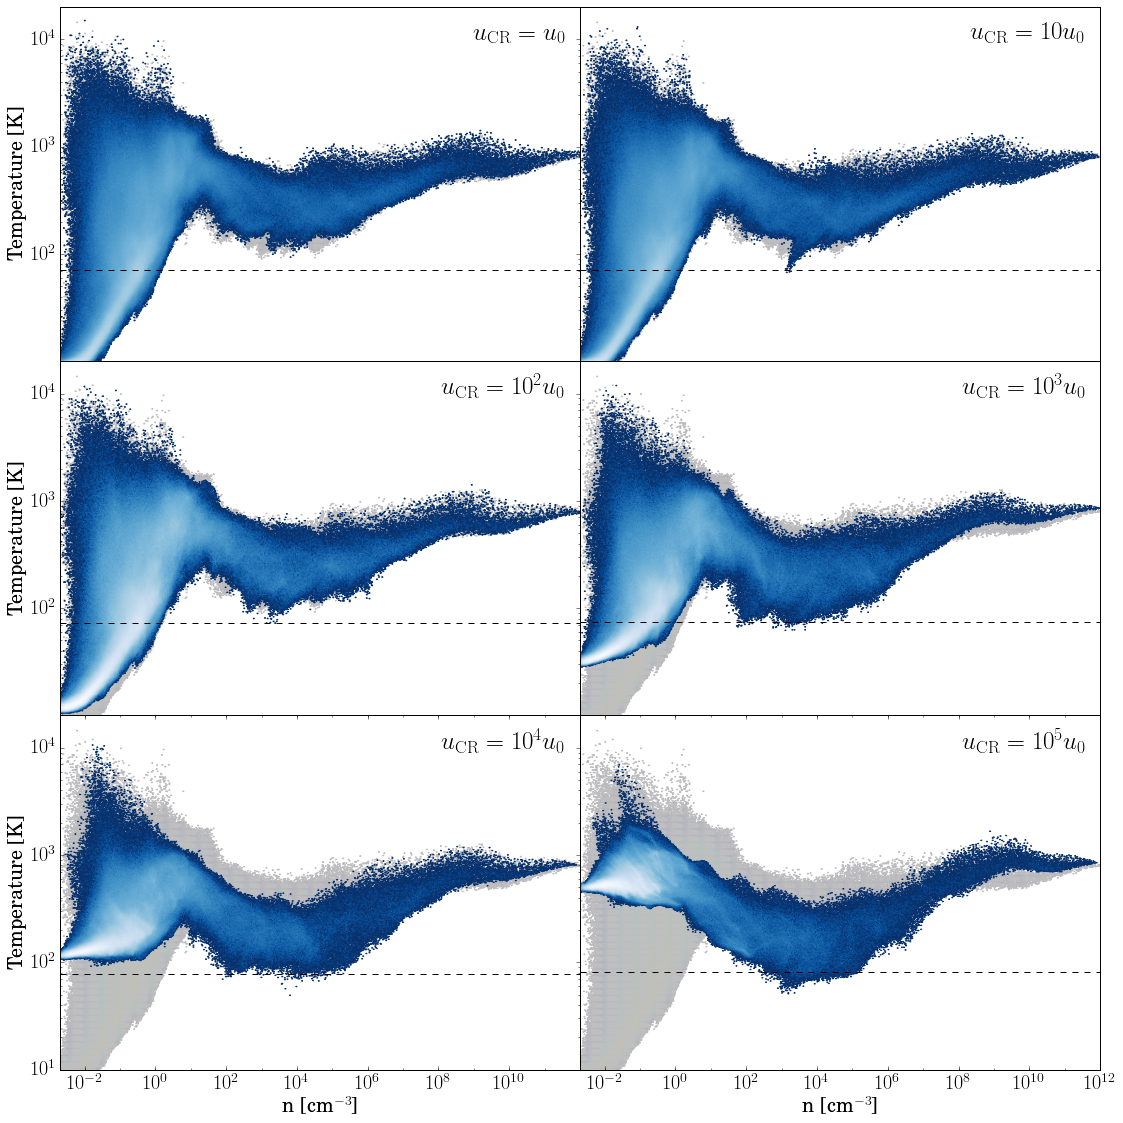 u_CR = u_0
u_CR = 10u_0
10^4
10^3
10^2
Temperature [K]
u_CR = 10^2u_0
u_CR = 10^3u_0
10^4
10^3
10^2
Temperature [K]
u_CR = 10^4u_0
u_CR = 10^5u_0
10^4
10^3
10^2
10^1
Temperature [K]
10^−2 10^0 10^2 10^4 10^6 10^8 10^10
10^−2 10^0 10^2 10^4 10^6 10^8 10^10 10^12
n [cm^−3]
n [cm^−3]